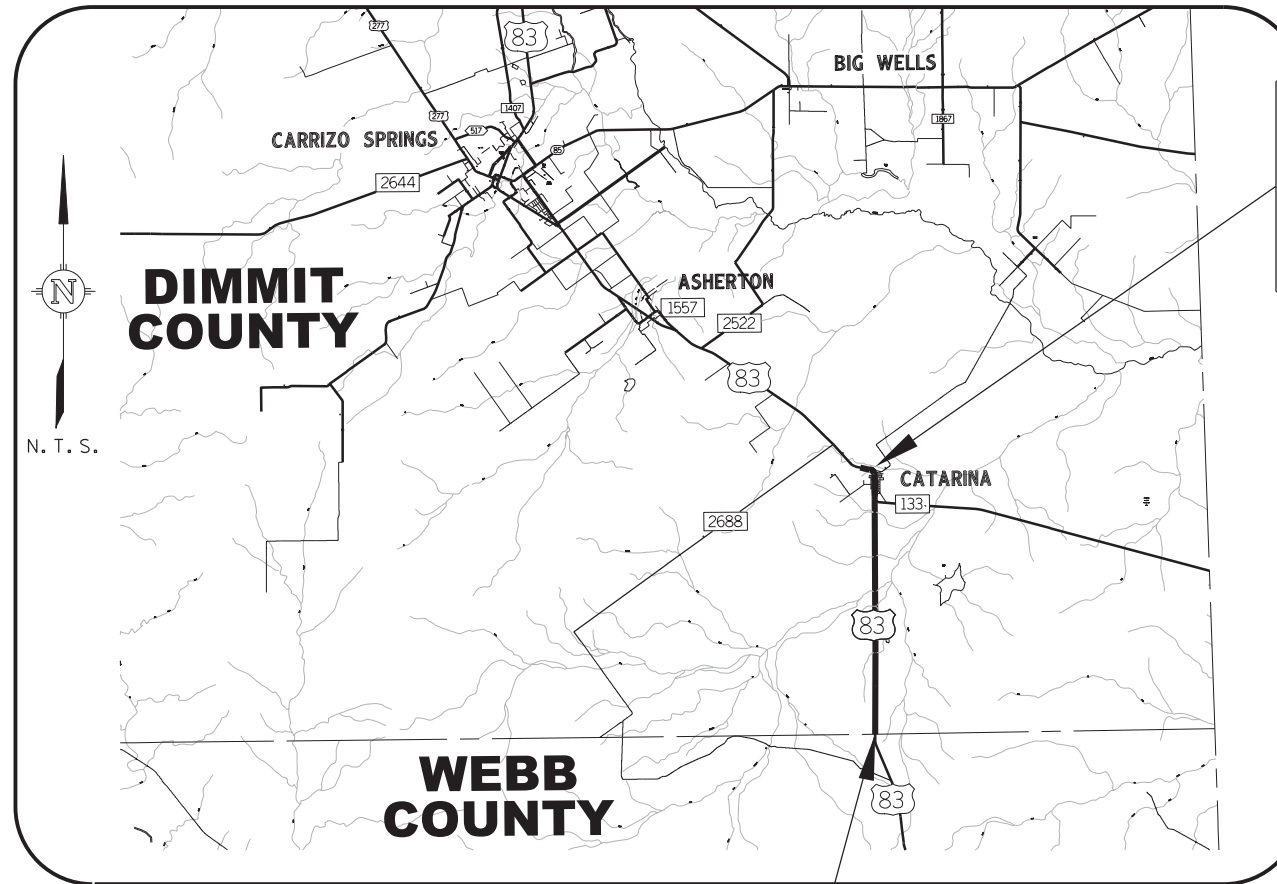 277
83
BIG WELLS
277
1407
1867
517
CARRIZO SPRINGS
85
2644
N
DIMMIT
COUNTY
ASHERTON
1557
2522
83
N. T. S.
CATARINA
133
2688
83
WEBB
COUNTY
83